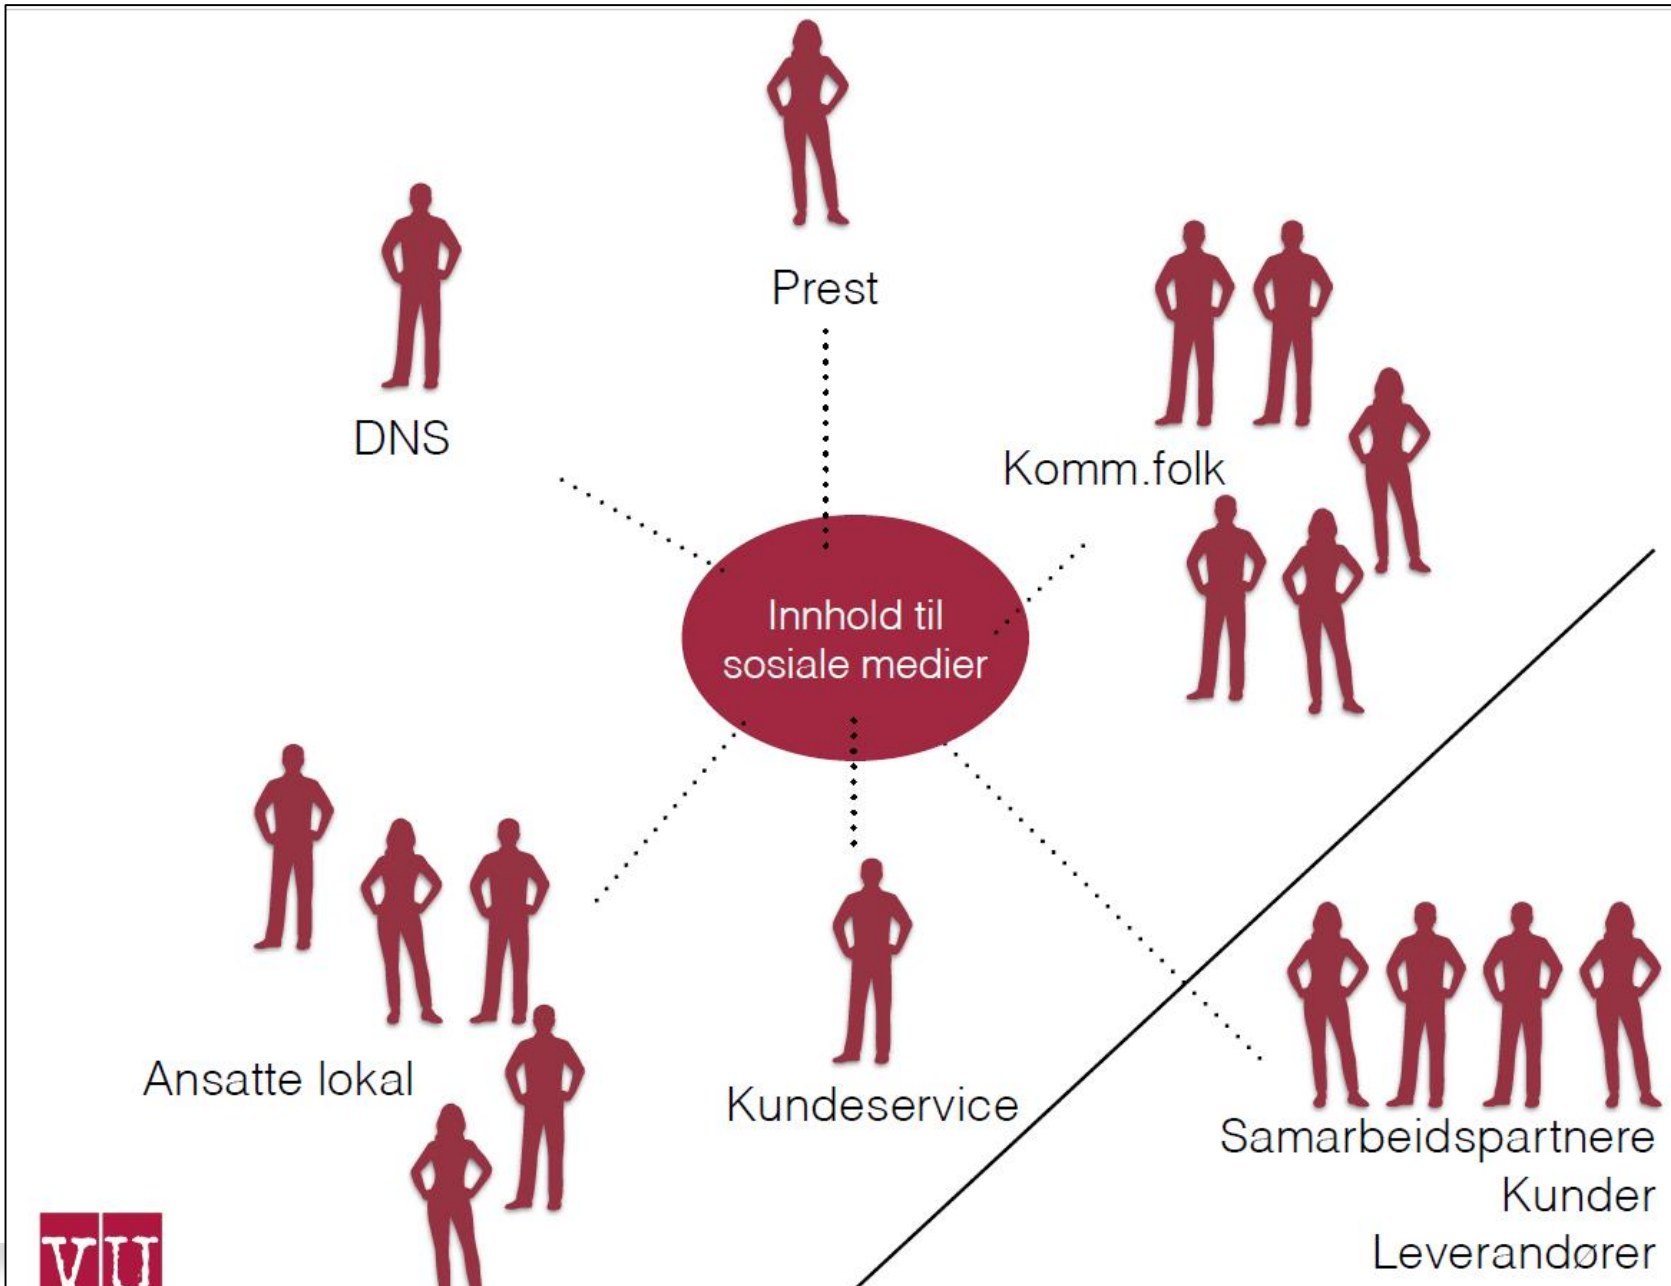 Prest
DNS
Komm.folk
Innhold til
sosiale medier
Ansatte lokal
Kundeservice
Samarbeidspartnere
Kunder
Leverandører
VU